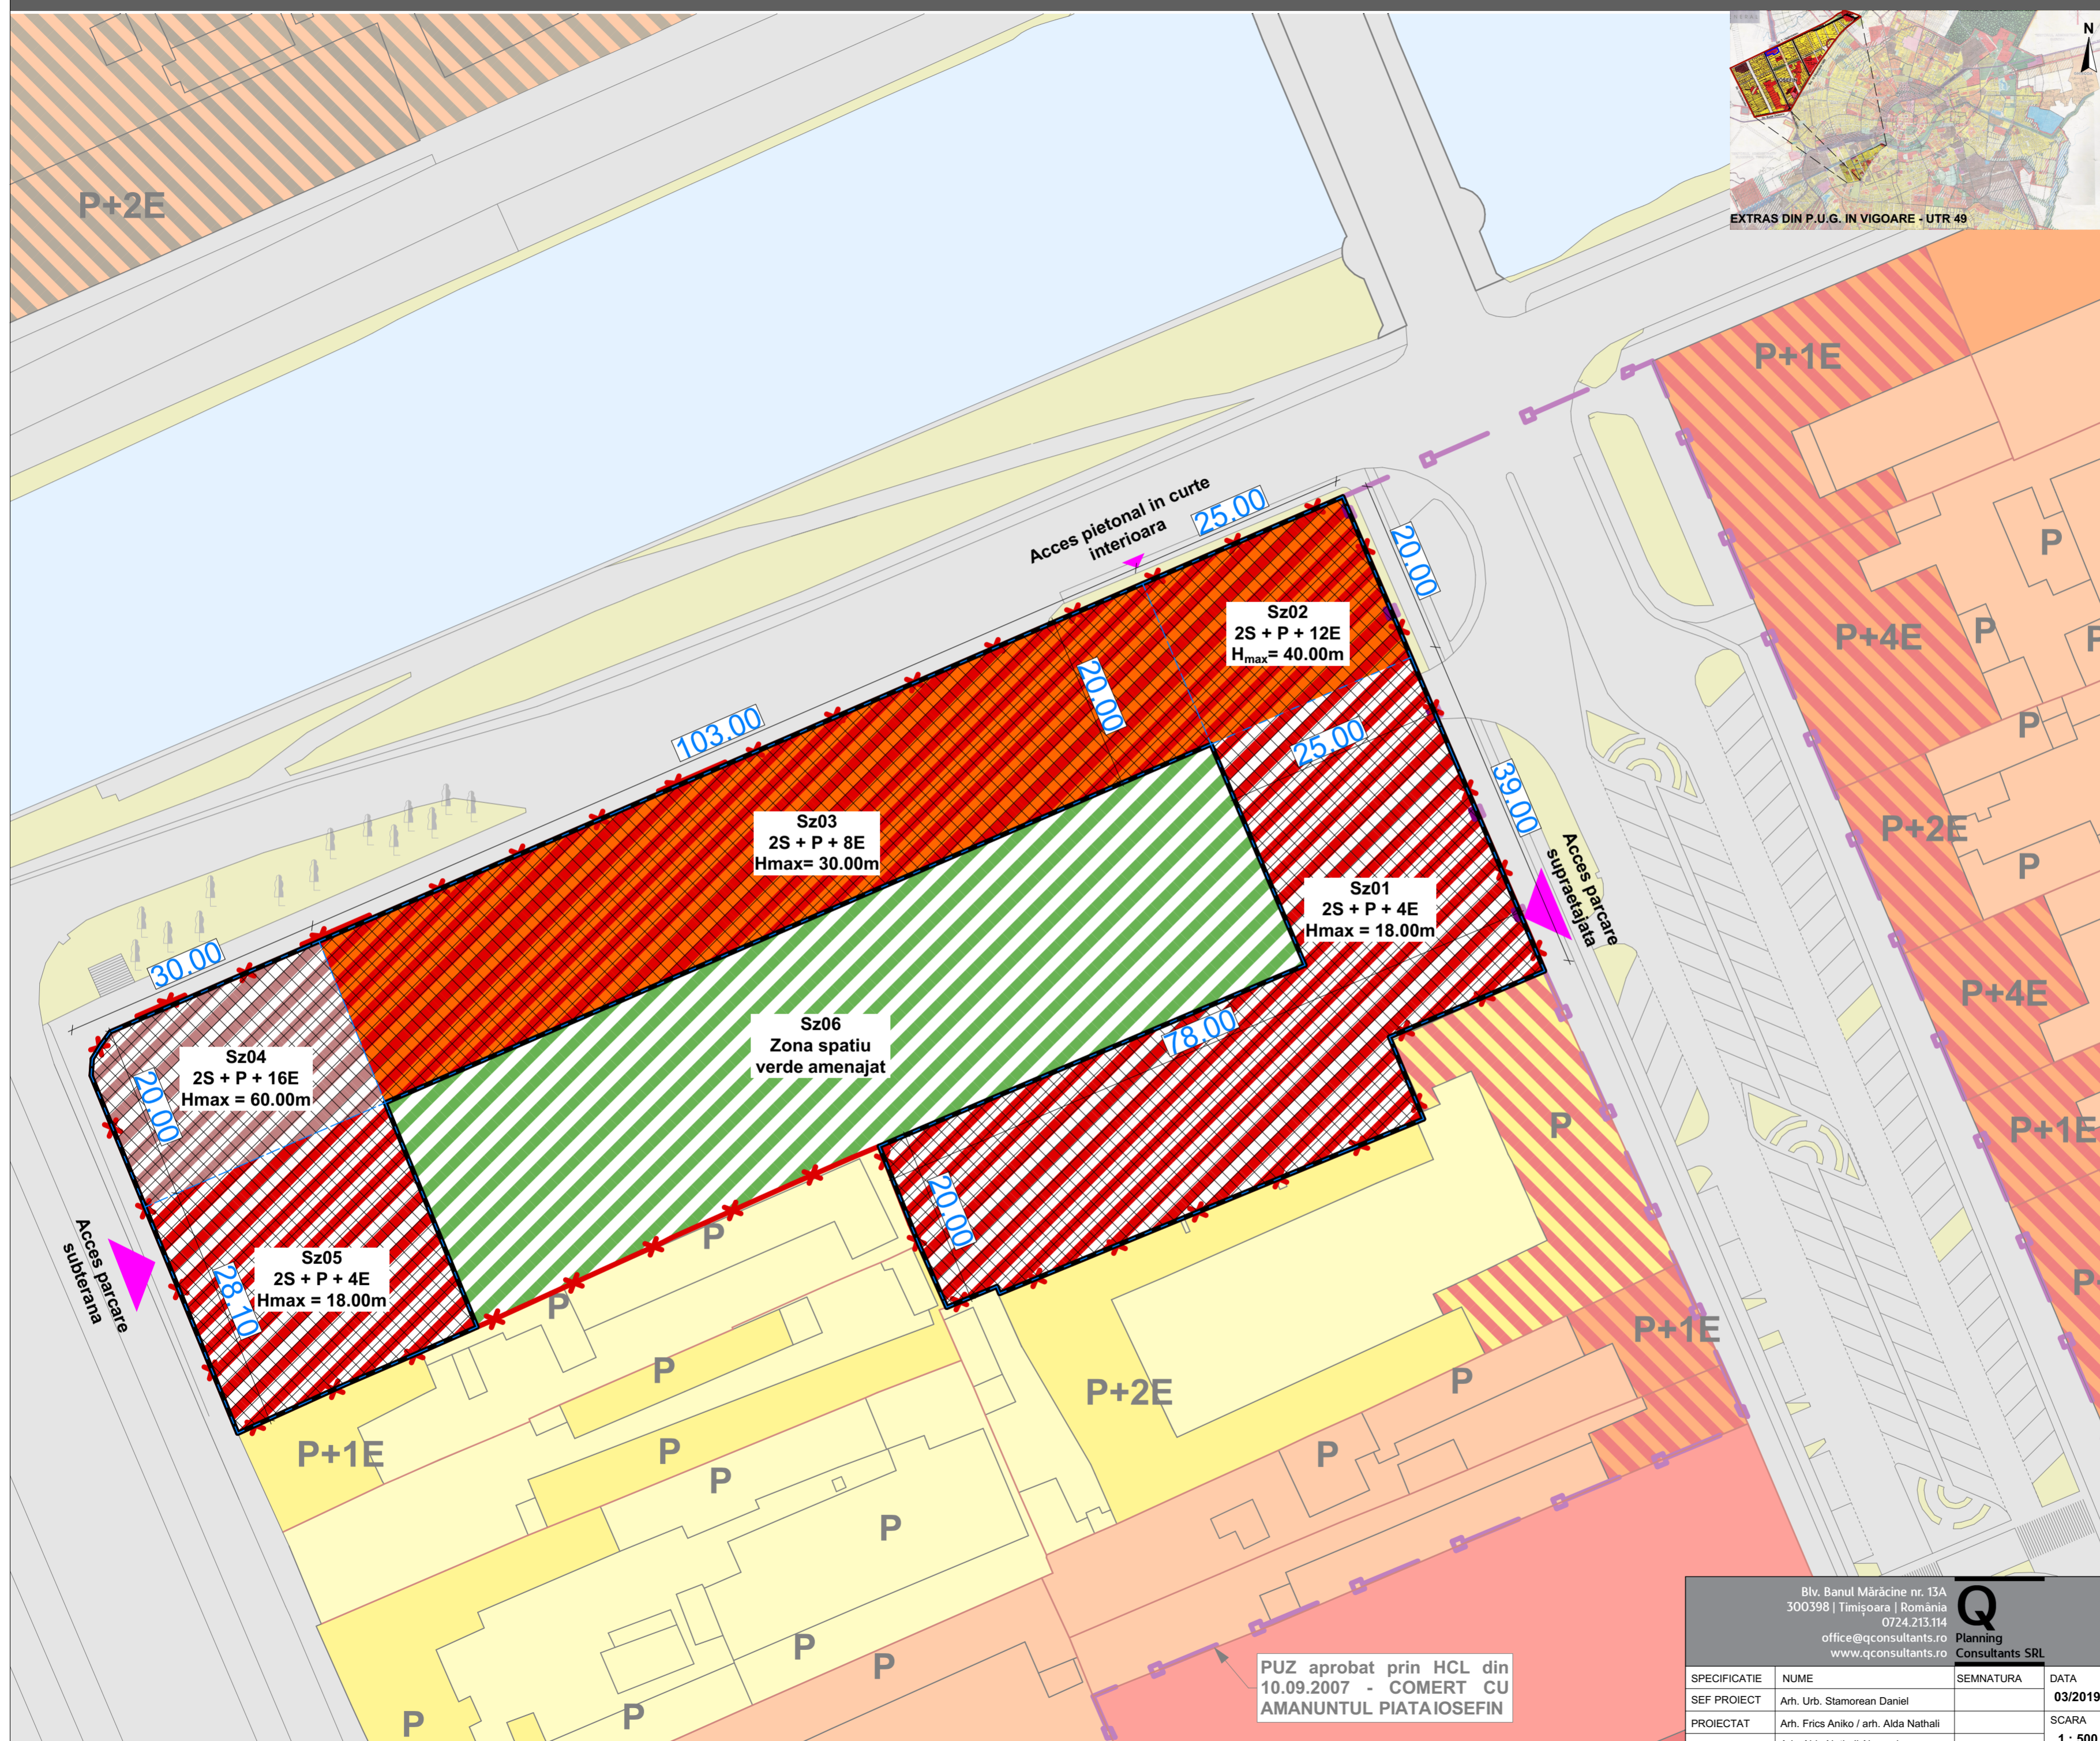 N
EXTRAS DIN P.U.G. IN VIGOARE - UTR 49
P+2E
P+1E
Acces pietonal in curte
interioara
25.00
20.00
P
Sz02
2S + P + 12E
Hmax= 40.00m
P+4E
P
P
20.00
103.00
25.00
P
39.00
Sz03
2S + P + 8E
Hmax= 30.00m
P+2E
P
Acces parcare
supraetajata
Sz01
2S + P + 4E
Hmax = 18.00m
30.00
P+4E
Sz06
Zona spatiu
verde amenajat
78.00
Sz04
2S + P + 16E
Hmax = 60.00m
20.00
P
P+1E
20.00
P
Acces parcare
subterana
Sz05
2S + P + 4E
Hmax = 18.00m
28.10
P
P+
P+1E
P
P+2E
P
P+1E
P
P
P
P
P
P
P
P
P
PUZ aprobat prin HCL din
10.09.2007 - COMERT CU
AMANUNTUL PIATA IOSEFIN
Blv. Banul Mărăcine nr. 13A
300398 | Timișoara | România
0724.213.114
office@qconsultants.ro
www.qconsultants.ro
Q
Planning
Consultants SRL
SPECIFICATIE NUME SEMNATURA DATA
SEF PROIECT Arh. Urb. Stamorean Daniel 03/2019
PROIECTAT Arh. Frics Aniko / arh. Alda Nathali SCARA
1 : 500